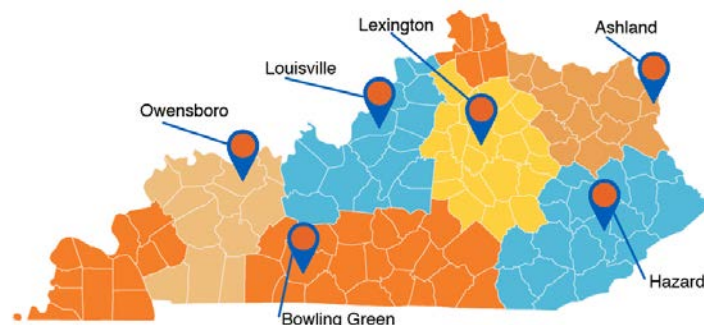 Ashland
Lexington
Louisville
Owensboro
Hazard
Bowling Green